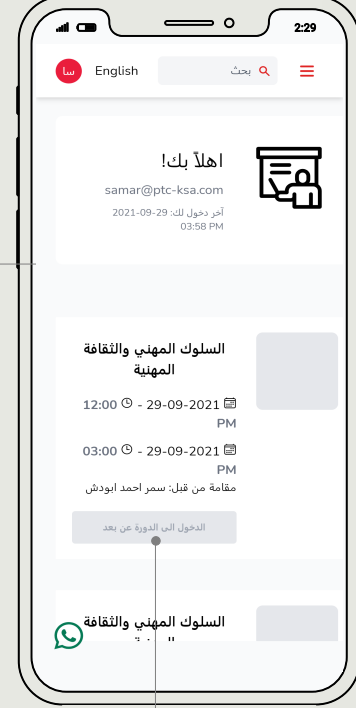 2:29
بحث
English
سا
اهلاً بك!
samar@ptc-ksa.com
آخر دخول لك: 29-09-2021
03:58 PM
السلوك المهني والثقافة
المهنية
29-09-2021 - 12:00
PM
29-09-2021 - 03:00
PM
مقامة من قبل: سمر احمد ابودش
الدخول الى الدورة عن بعد
السلوك المهني والثقافة